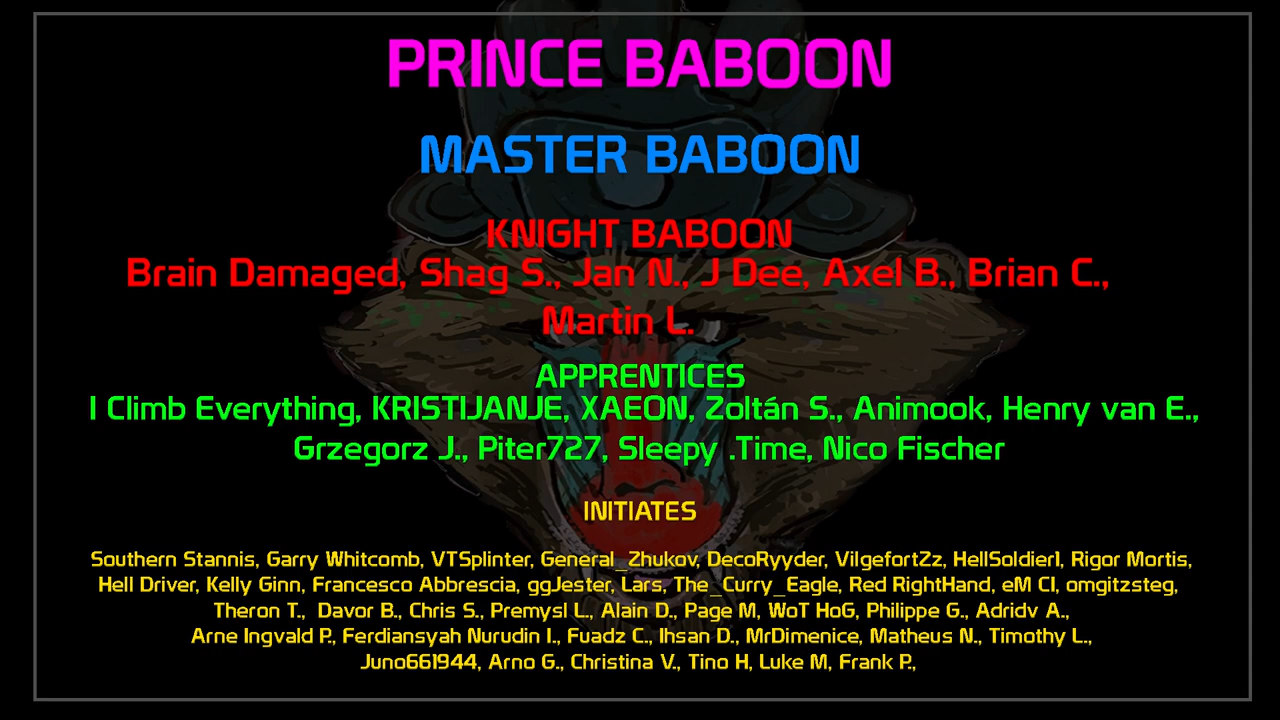 PRINCE BABOON
MASTER BABOON
KNIGHT BABOON
Brain Damaged, Shag S., Jan N., J Dee, Axel B., Brian C.,
Martin L.
APPRENTICES
I Climb Everything, KRISTIJANJE, XAEON, Zoltán S., Animook, Henry van E.,
Grzegorz J., Piter727, Sleepy .Time, Nico Fischer
INITIATES
Southern Stannis, Garry Whitcomb, VTSplinter, General_Zhukov, DecoRyyder, VilgefortZz, HellSoldier1, Rigor Mortis,
Hell Driver, Kelly Ginn, Francesco Abbrescia, ggJester, Lars, The_Curry_Eagle, Red RightHand, eM CI, omgitzsteg,
Theron T., Davor B., Chris S., Premysl L., Alain D., Page M, WoT HoG, Philippe G., Adridv A.,
Arne Ingvald P., Ferdiansyah Nurudin I., Fuadz C., Ihsan D., MrDimenice, Matheus N., Timothy L.,
Juno661944, Arno G., Christina V., Tino H, Luke M, Frank P.,